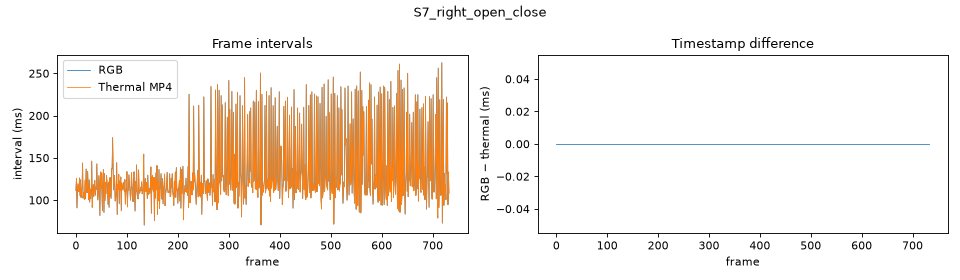 S7_right_open_close
Frame intervals
RGB
Thermal MP4
interval (ms)
250
200
150
100
0 100 200 300 400 500 600 700
frame
Timestamp difference
RGB − thermal (ms)
0.04
0.02
0.00
−0.02
−0.04
0 100 200 300 400 500 600 700
frame